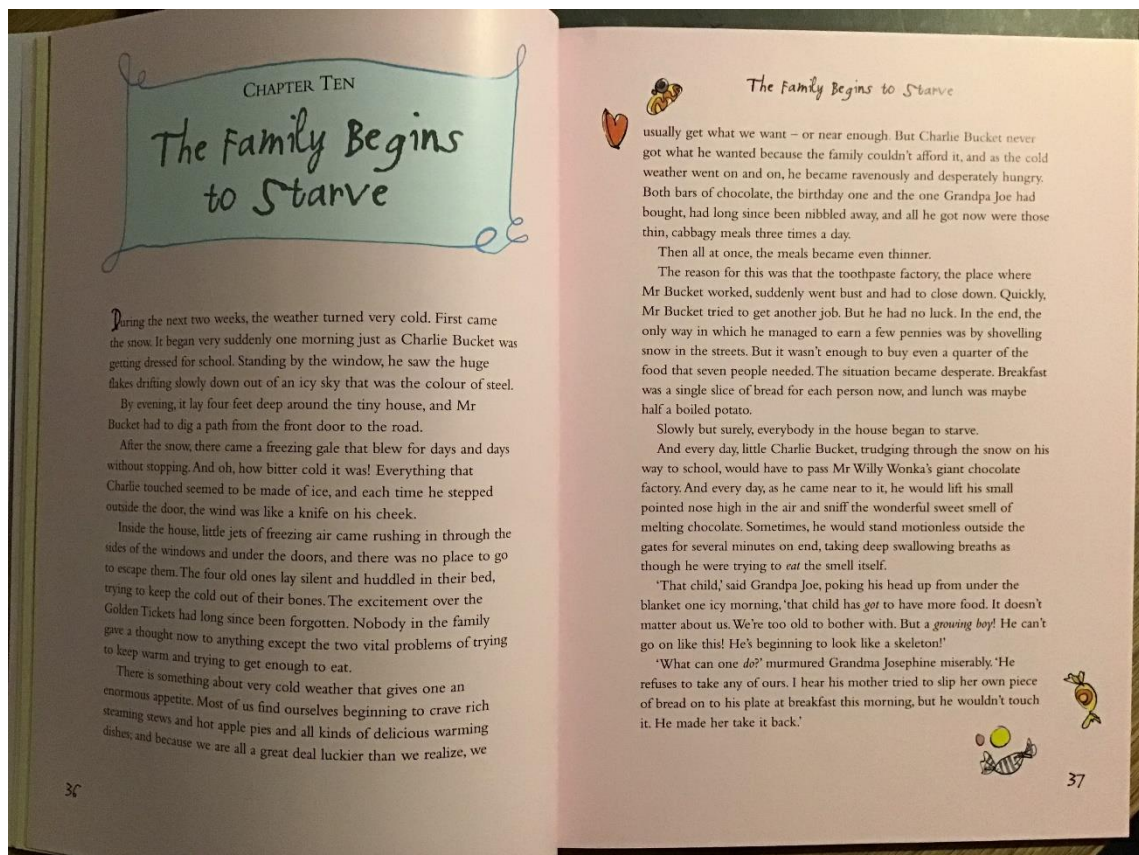 CHAPTER TEN
The Family Begins
to Starve
During the next two weeks, the weather turned very cold. First came
the snow. It began very suddenly one morning just as Charlie Bucket was
getting dressed for school. Standing by the window, he saw the huge
flakes drifting slowly down out of an icy sky that was the colour of steel.
By evening, it lay four feet deep around the tiny house, and Mr
Bucket had to dig a path from the front door to the road.
After the snow, there came a freezing gale that blew for days and days
without stopping. And oh, how bitter cold it was! Everything that
Charlie touched seemed to be made of ice, and each time he stepped
outside the door, the wind was like a knife on his cheek.
Inside the house, little jets of freezing air came rushing in through the
sides of the windows and under the doors, and there was no place to go
to escape them. The four old ones lay silent and huddled in their bed,
trying to keep the cold out of their bones. The excitement over the
Golden Tickets had long since been forgotten. Nobody in the family
gave a thought now to anything except the two vital problems of trying
to keep warm and trying to get enough to eat.
There is something about very cold weather that gives one an
enormous appetite. Most of us find ourselves beginning to crave rich
steaming stews and hot apple pies and all kinds of delicious warming
dishes; and because we are all a great deal luckier than we realize, we
36
The Family Begins to Starve
usually get what we want – or near enough. But Charlie Bucket never
got what he wanted because the family couldn't afford it, and as the cold
weather went on and on, he became ravenously and desperately hungry.
Both bars of chocolate, the birthday one and the one Grandpa Joe had
bought, had long since been nibbled away, and all he got now were those
thin, cabbagy meals three times a day.
Then all at once, the meals became even thinner.
The reason for this was that the toothpaste factory, the place where
Mr Bucket worked, suddenly went bust and had to close down. Quickly,
Mr Bucket tried to get another job. But he had no luck. In the end, the
only way in which he managed to earn a few pennies was by shovelling
snow in the streets. But it wasn't enough to buy even a quarter of the
food that seven people needed. The situation became desperate. Breakfast
was a single slice of bread for each person now, and lunch was maybe
half a boiled potato.
Slowly but surely, everybody in the house began to starve.
And every day, little Charlie Bucket, trudging through the snow on his
way to school, would have to pass Mr Willy Wonka's giant chocolate
factory. And every day, as he came near to it, he would lift his small
pointed nose high in the air and sniff the wonderful sweet smell of
melting chocolate. Sometimes, he would stand motionless outside the
gates for several minutes on end, taking deep swallowing breaths as
though he were trying to eat the smell itself.
'That child,' said Grandpa Joe, poking his head up from under the
blanket one icy morning, 'that child has got to have more food. It doesn't
matter about us. We're too old to bother with. But a growing boy! He can't
go on like this! He's beginning to look like a skeleton!'
'What can one do?' murmured Grandma Josephine miserably. 'He
refuses to take any of ours. I hear his mother tried to slip her own piece
of bread on to his plate at breakfast this morning, but he wouldn't touch
it. He made her take it back.'
37